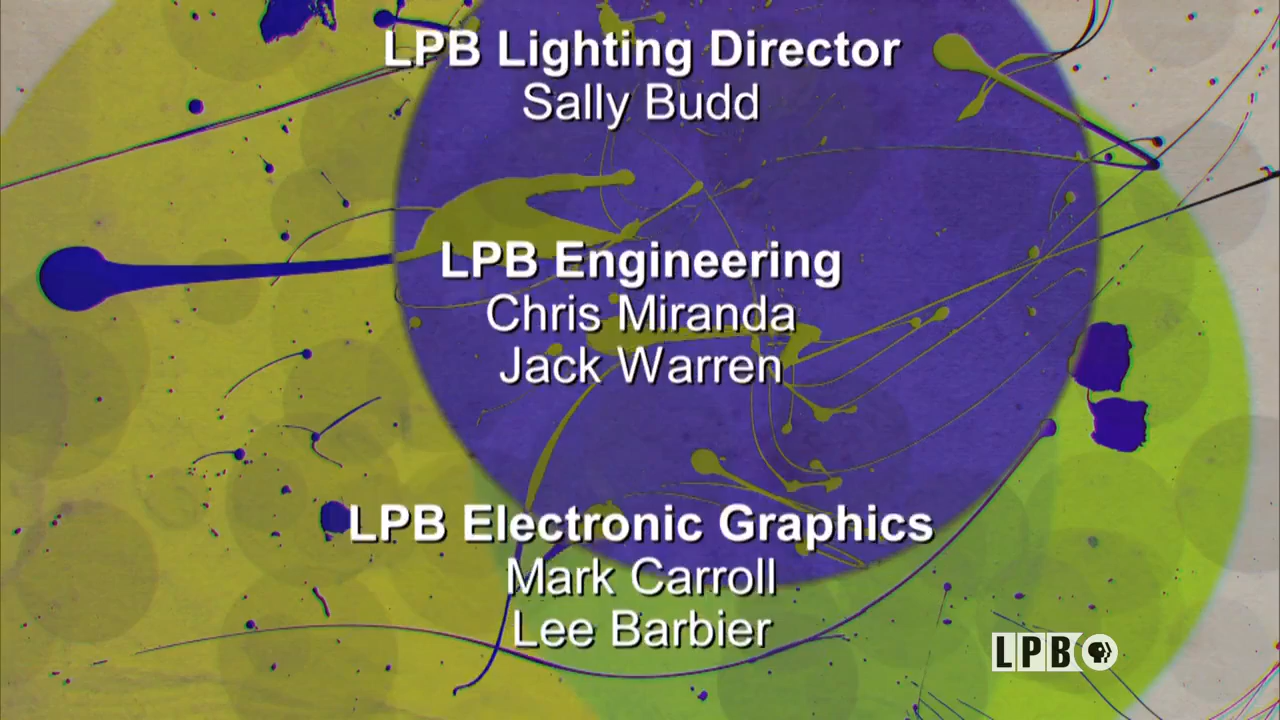 LPB Lighting Director
Sally Budd
LPB Engineering
Chris Miranda
Jack Warren
LPB Electronic Graphics
Mark Carroll
Lee Barbier
LPB